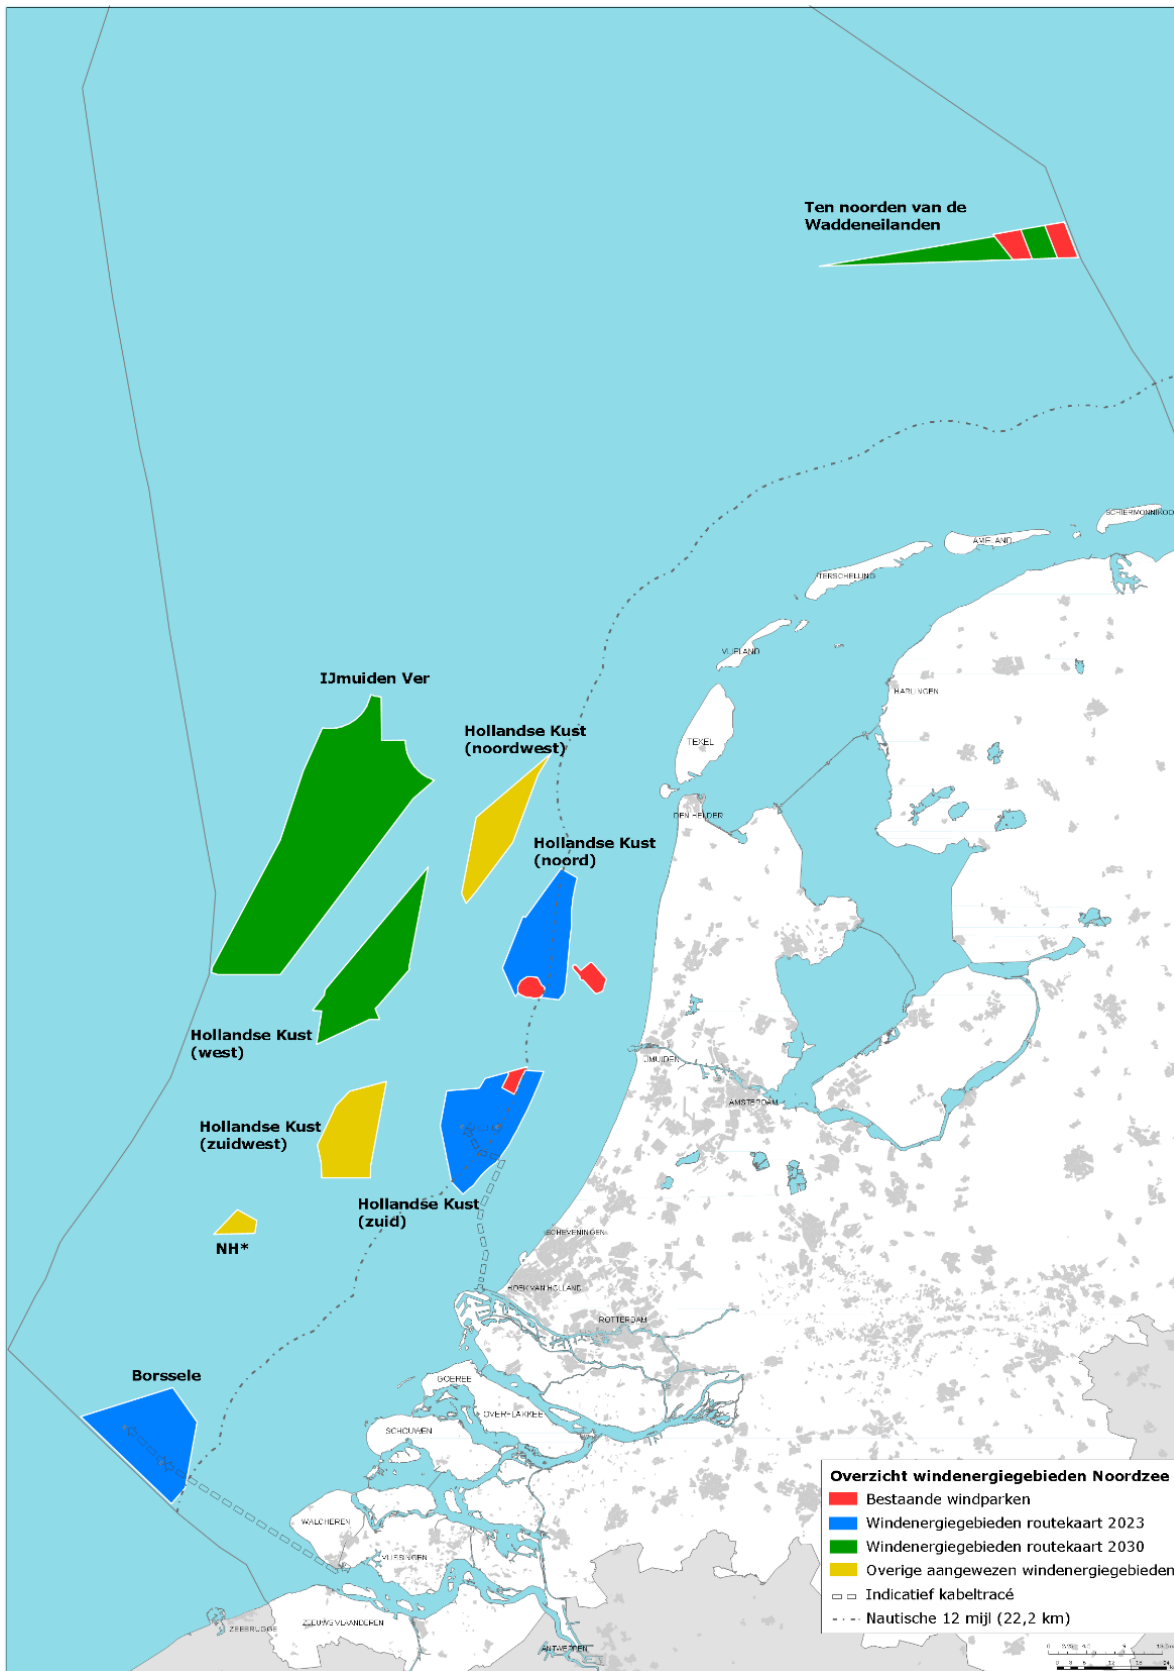 Ten noorden van de
Waddeneilanden
SCHIERMONNIKOO
AMELAND
TERSCHELLING
VLIELAND
HARLINGEN
IJmuiden Ver
Hollandse Kust
(noordwest)
TEXEL
DEN HELDER
Hollandse Kust
(noord)
Hollandse Kust
(west)
IJMUIDEN
AMSTERDAM
Hollandse Kust
(zuidwest)
Hollandse Kust
(zuid)
NH*
SCHEVENINGEN
HOEK VAN HOLLAND
ROTTERDAM
Borssele
GOEREE
OVERFLAKKEE
SCHOUWEN
WALCHEREN
VLISSINGEN
ZEEBRUGGE
ZEEUWS VLAANDEREN
ANTWERPEN
Overzicht windenergiegebieden Noordzee
Bestaande windparken
Windenergiegebieden routekaart 2023
Windenergiegebieden routekaart 2030
Overige aangewezen windenergiegebieden
Indicatief kabeltracé
Nautische 12 mijl (22,2 km)